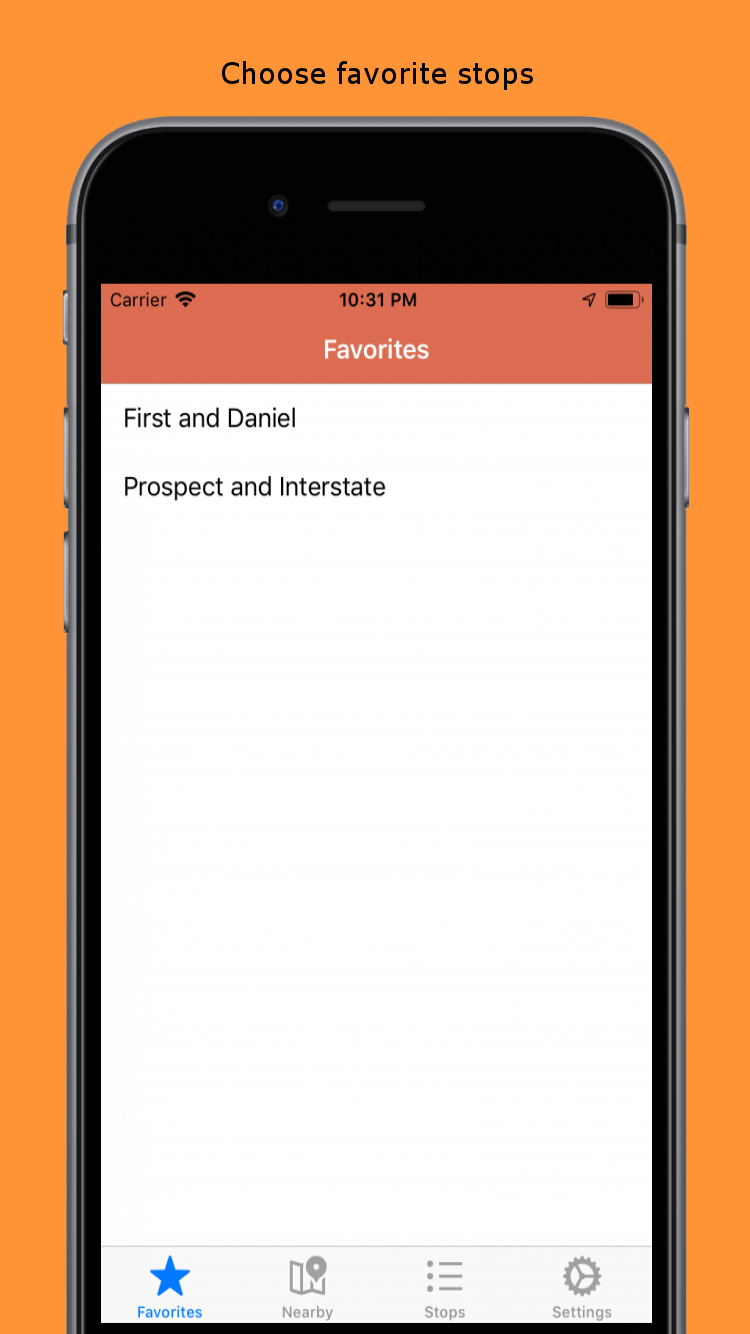 Choose favorite stops
Carrier 10:31 PM
Favorites
First and Daniel
Prospect and Interstate
Favorites Nearby Stops Settings